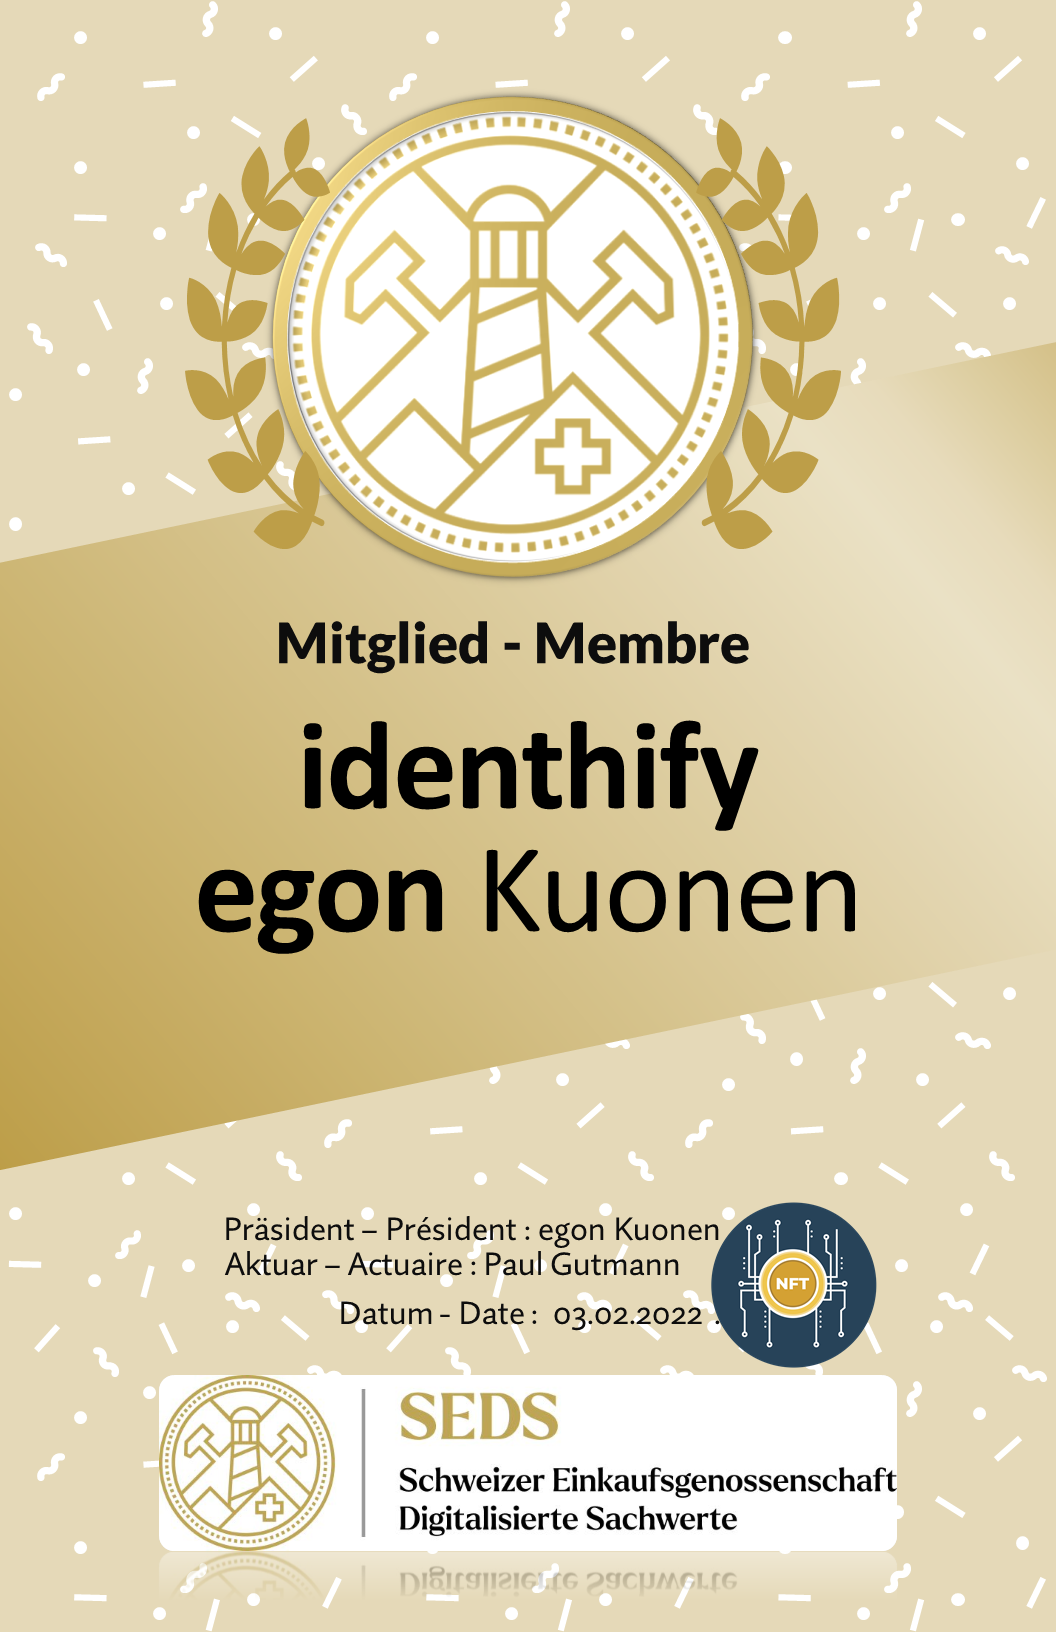 Mitglied - Membre
identhify
egon Kuonen
Präsident – Président : egon Kuonen
Aktuar – Actuaire : Paul Gutmann
Datum - Date : 03.02.2022 .
NFT
SEDS
Schweizer Einkaufsgenossenschaft
Digitalisierte Sachwerte
Digitalisierte Sachwerte